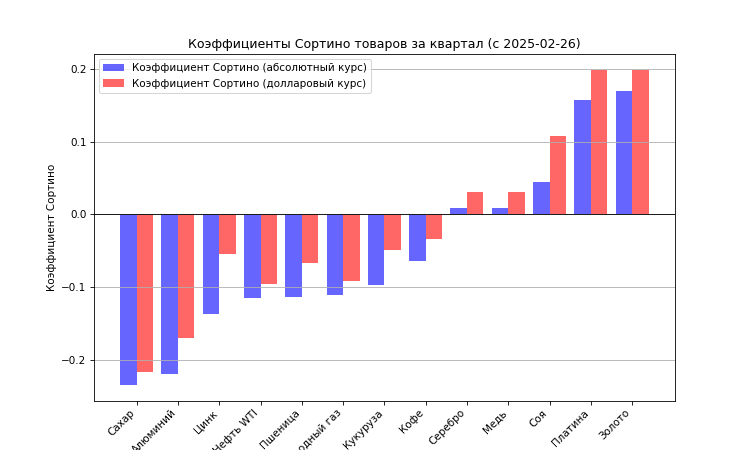 Коэффициенты Сортино товаров за квартал (с 2025-02-26)
Коэффициент Сортино (абсолютный курс)
Коэффициент Сортино (долларовый курс)
Коэффициент Сортино
0.2
0.1
0.0
−0.1
−0.2
Сахар
Алюминий
Цинк
Нефть WTI
Пшеница
одный газ
Кукуруза
Кофе
Серебро
Медь
Соя
Платина
Золото